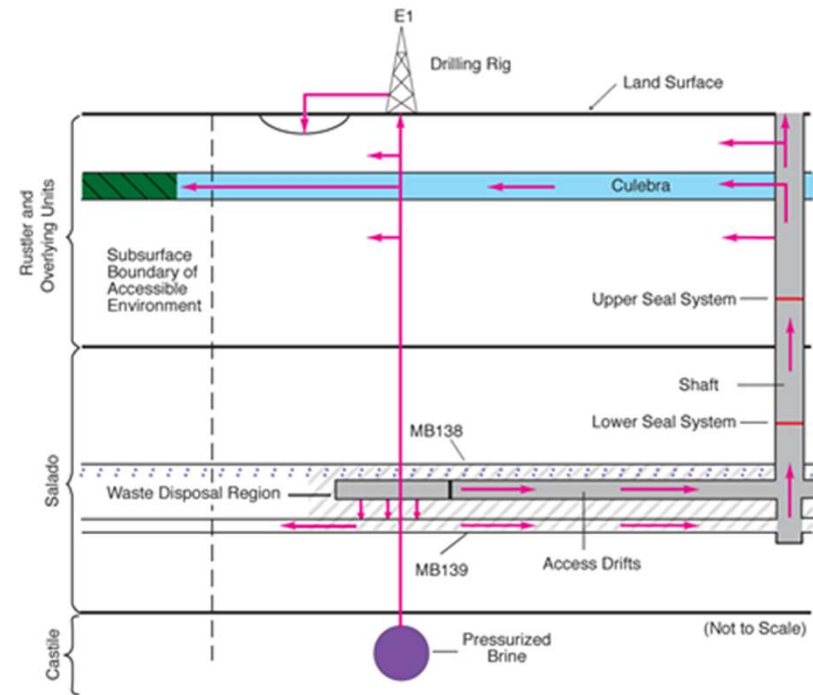 E1
Drilling Rig
Land Surface
Culebra
Rustler and
Overlying Units
Subsurface
Boundary of
Accessible
Environment
Upper Seal System
Shaft
Lower Seal System
MB138
Salado
Waste Disposal Region
Access Drifts
MB139
(Not to Scale)
Castile
Pressurized
Brine